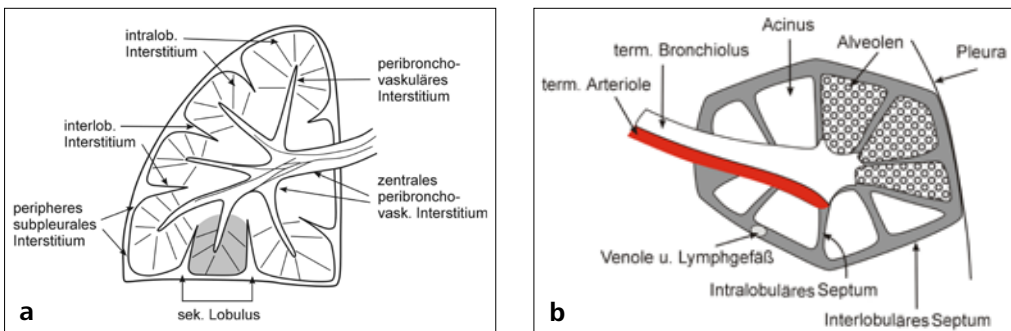 intralob.
Interstitium
peribroncho-
vaskuläres
Interstitium
interlob.
Interstitium
zentrales
peribroncho-
vask. Interstitium
peripheres
subpleurales
Interstitium
sek. Lobulus
a
Acinus
term. Bronchiolus
Alveolen
Pleura
term. Arteriole
Venole u. Lymphgefäß
Intralobuläres Septum
Interlobuläres Septum
b